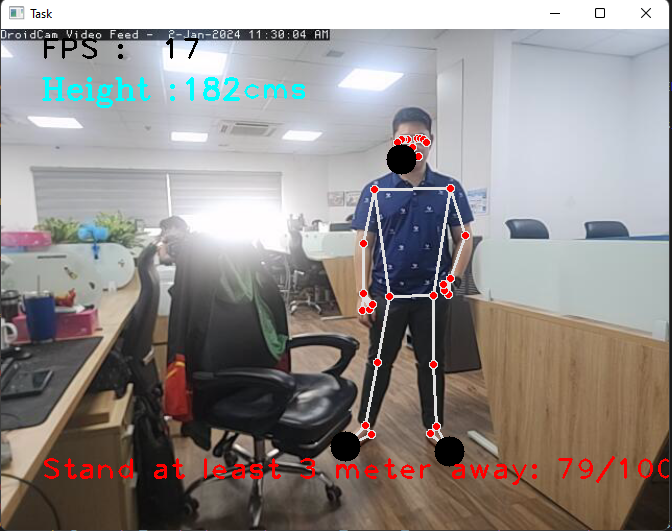 Task
DroidCam Video Feed - 2-Jan-2024 11:30:04 AM
FPS : 17
Height :182cms
Stand at least 3 meter away: 79/100